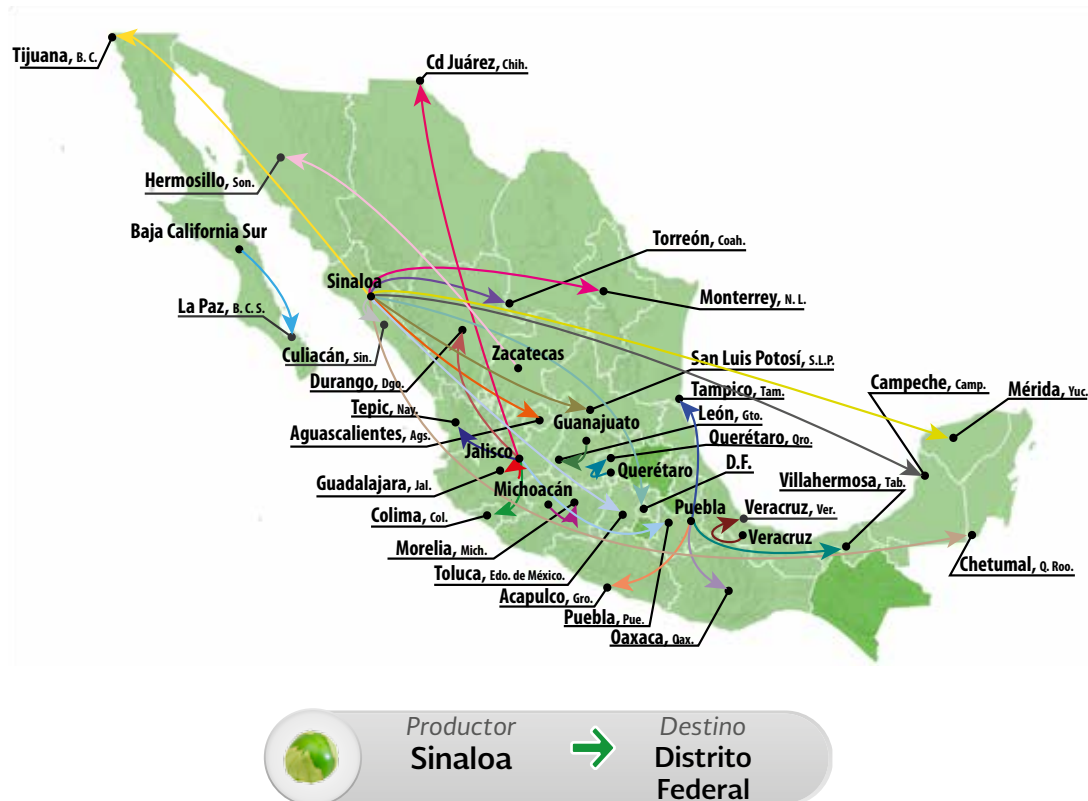 Tijuana, B. C.
Cd Juárez, Chih.
Hermosillo, Son.
Baja California Sur
Torreón, Coah.
Sinaloa
Monterrey, N. L.
La Paz, B. C. S.
Culiacán, Sin.
Zacatecas
San Luis Potosí, S.L.P.
Durango, Dgo.
Campeche, Camp.
Tampico, Tam.
Mérida, Yuc.
Tepic, Nay.
León, Gto.
Guanajuato
Aguascalientes, Ags.
Querétaro, Qro.
Jalisco
D.F.
Querétaro
Villahermosa, Tab.
Guadalajara, Jal.
Michoacán
Puebla
Veracruz, Ver.
Colima, Col.
Veracruz
Morelia, Mich.
Chetumal, Q. Roo.
Toluca, Edo. de México.
Acapulco, Gro.
Puebla, Pue.
Oaxaca, Oax.
Productor
Sinaloa
Destino
Distrito
Federal